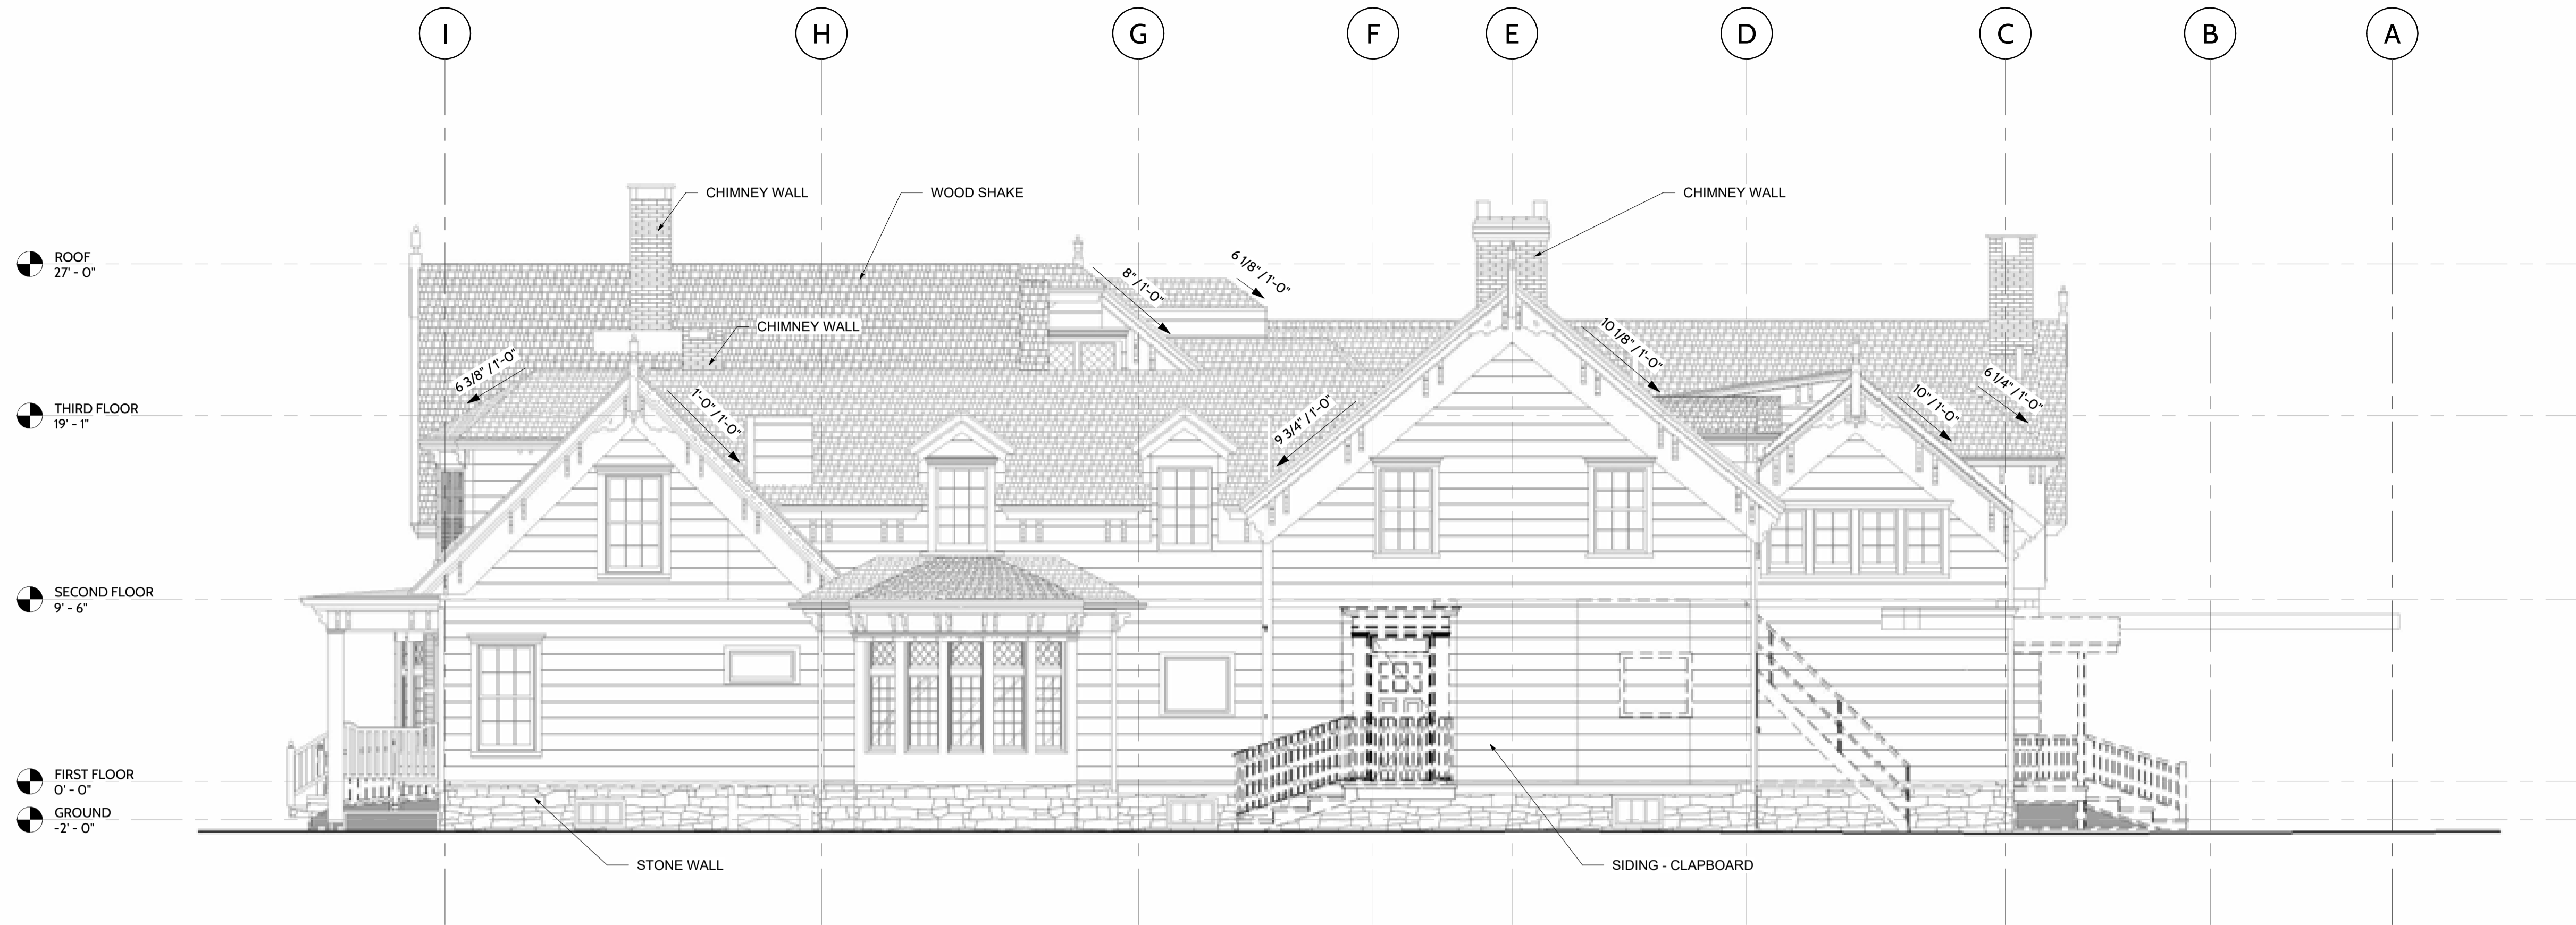 I
H
G
F
E
D
C
B
A
CHIMNEY WALL
WOOD SHAKE
CHIMNEY WALL
ROOF
27' - 0"
8" / 1'-0"
6 1/8" / 1'-0"
CHIMNEY WALL
10 1/8" / 1'-0"
6 3/8" / 1'-0"
1'-0" / 1'-0"
9 3/4" / 1'-0"
10" / 1'-0"
6 1/4" / 1'-0"
THIRD FLOOR
19' - 1"
SECOND FLOOR
9' - 6"
FIRST FLOOR
0' - 0"
GROUND
-2' - 0"
STONE WALL
SIDING - CLAPBOARD